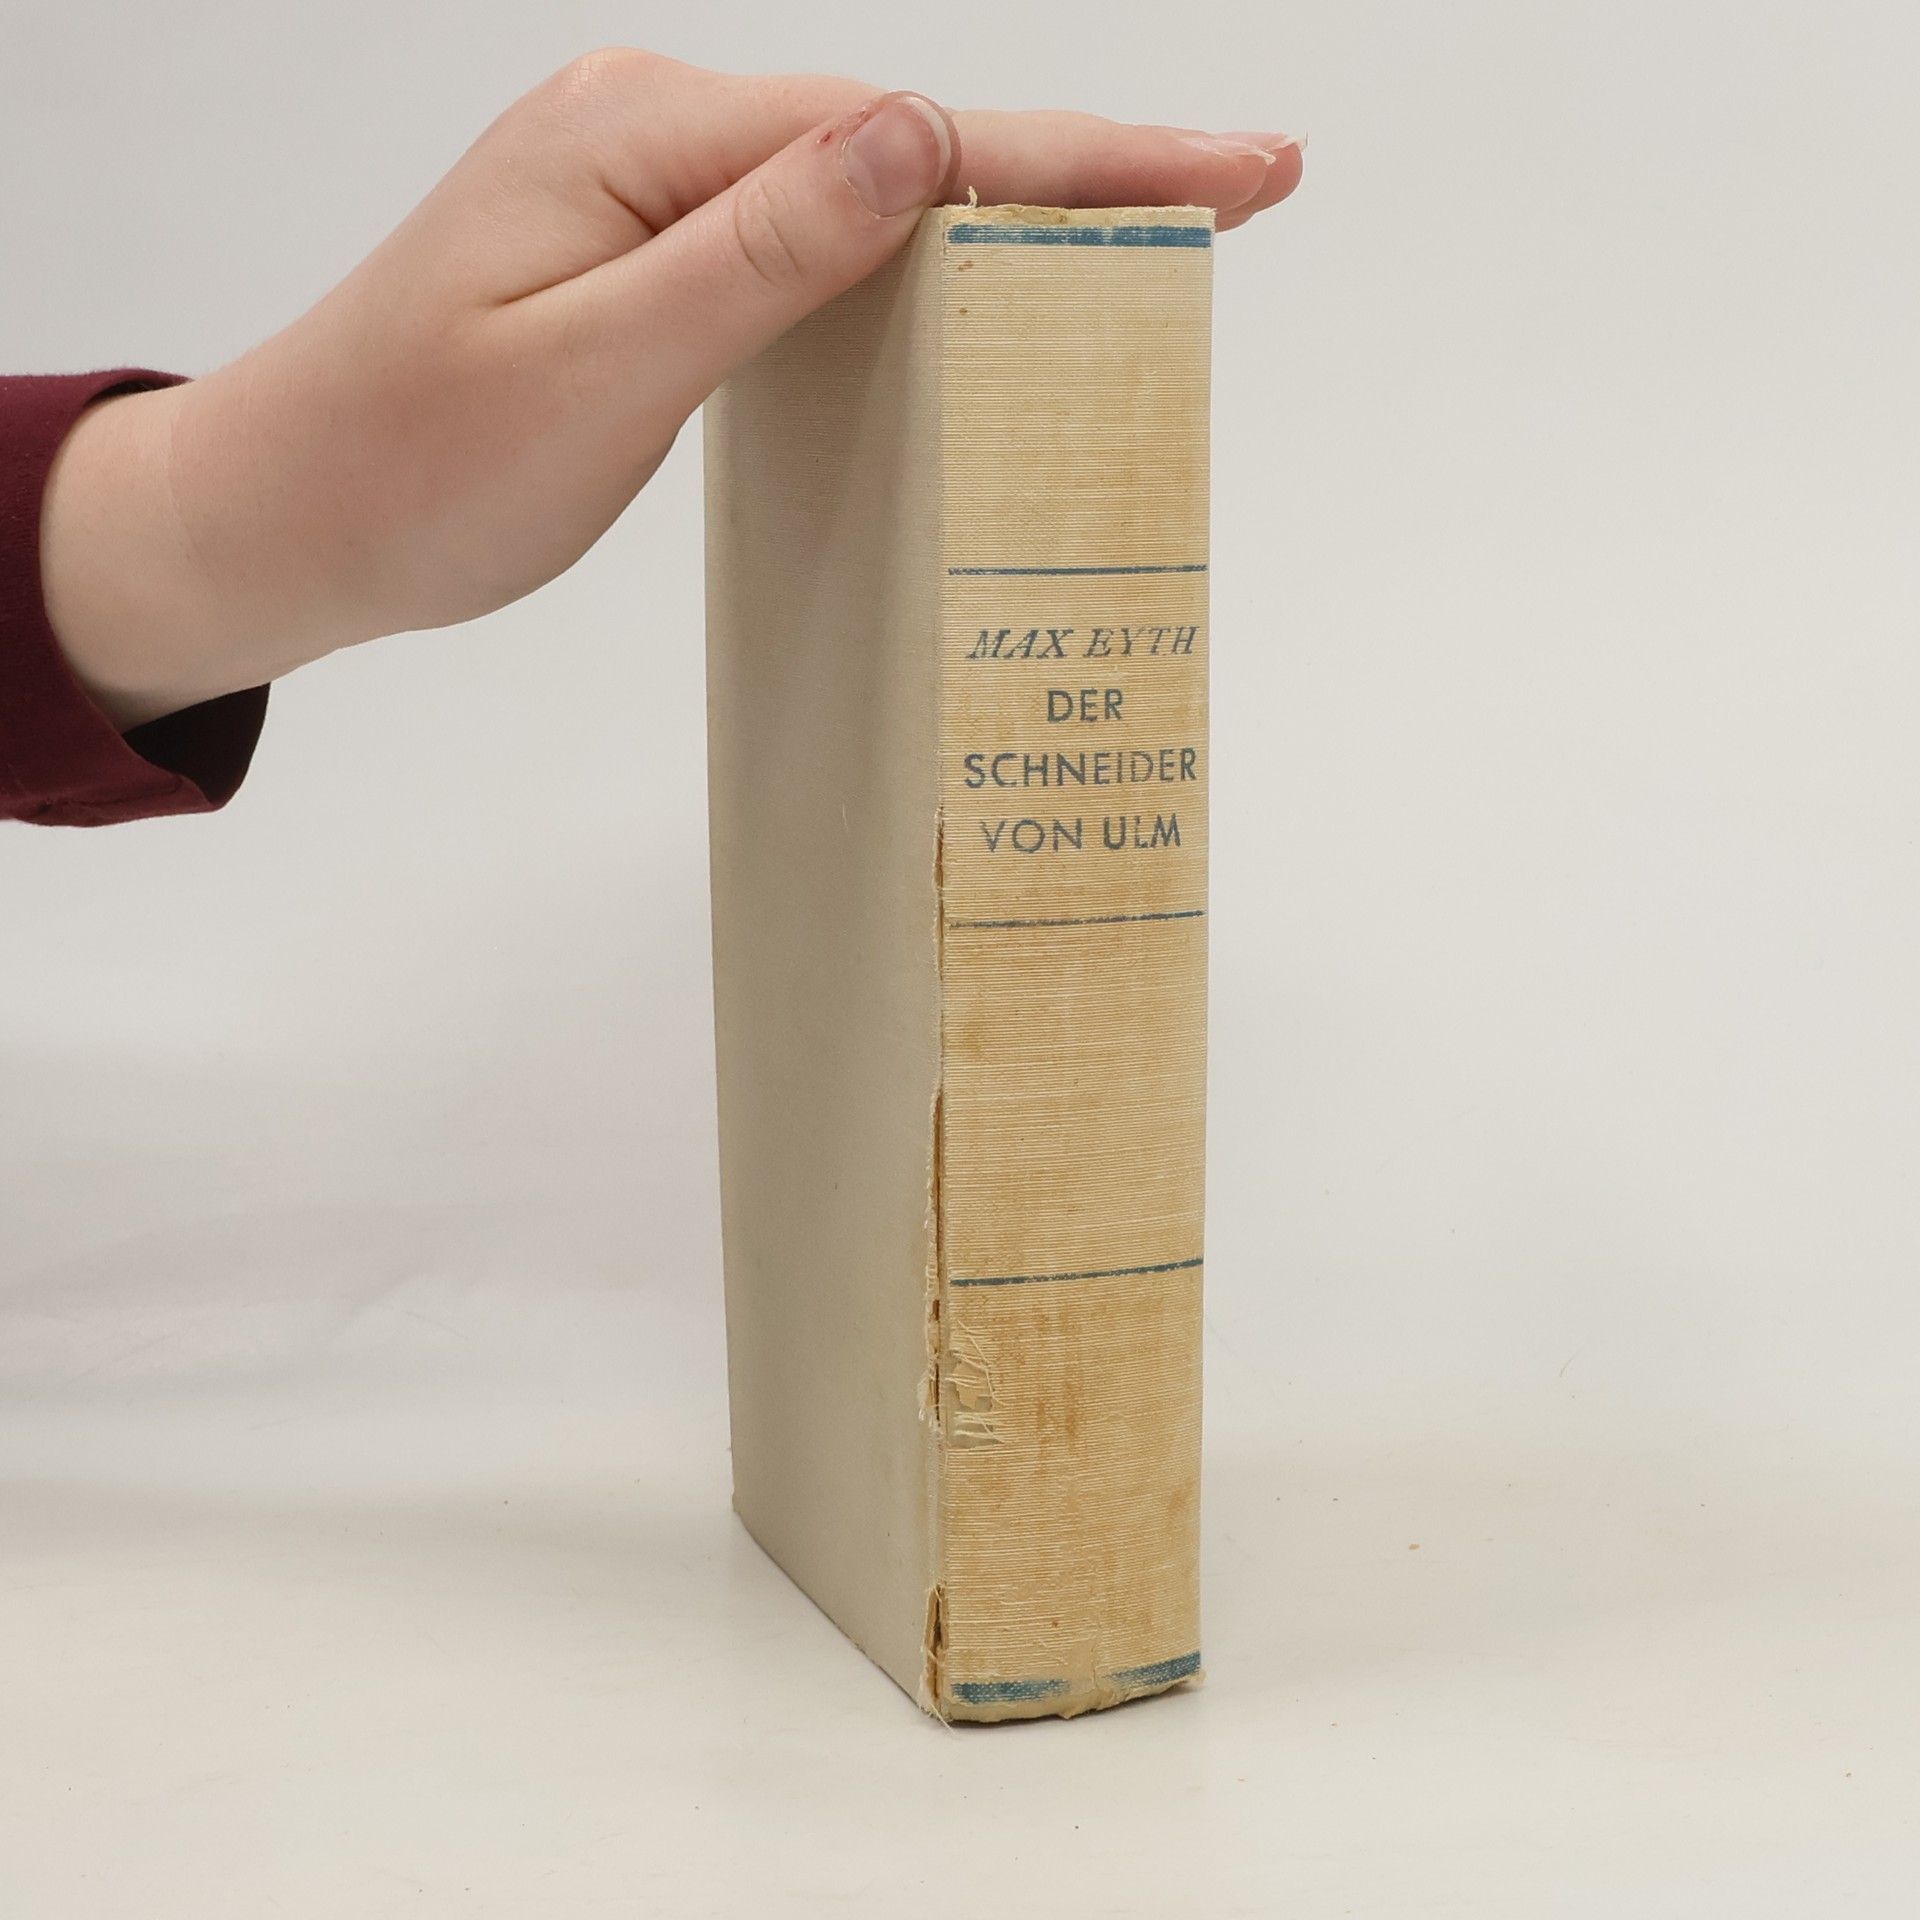 MAX EYTH
DER
SCHNEIDER
VON ULM